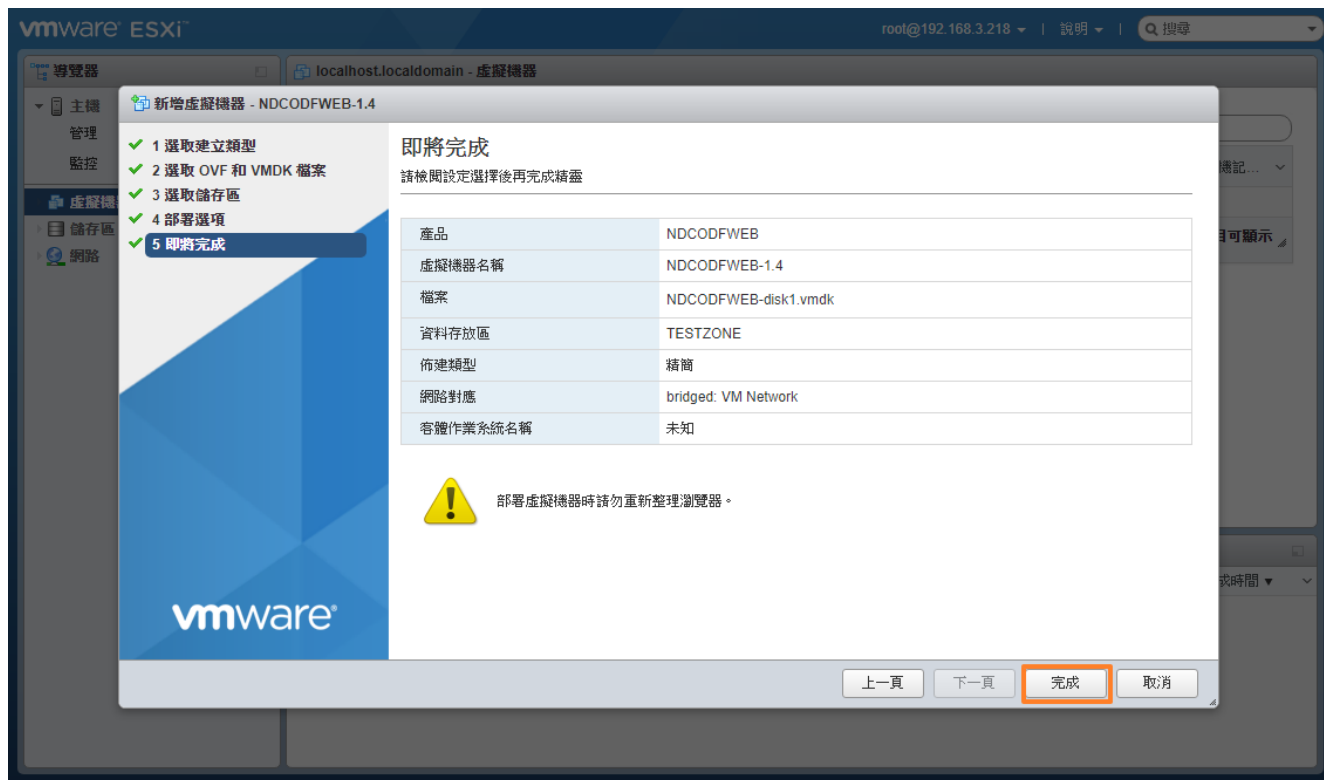 vmware ESXi™
root@192.168.3.218 | 說明 | 搜尋
導覽器
localhost.localdomain - 虛擬機器
主機
管理
監控
虛擬機
儲存區
網路
機記...
目可顯示
成時間
新增虛擬機器 - NDCODFWEB-1.4
1 選取建立類型
2 選取 OVF 和 VMDK 檔案
3 選取儲存區
4 部署選項
5 即將完成
vmware®
即將完成
請檢閱設定選擇後再完成精靈
產品 NDCODFWEB
虛擬機器名稱 NDCODFWEB-1.4
檔案 NDCODFWEB-disk1.vmdk
資料存放區 TESTZONE
佈建類型 精簡
網路對應 bridged: VM Network
客體作業系統名稱 未知
部署虛擬機器時請勿重新整理瀏覽器。
上一頁 下一頁 完成 取消